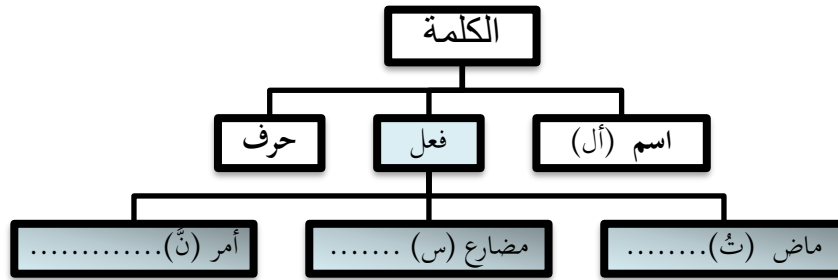 الكلمة
اسم (أل)
فعل
حرف
ماض (تُ)........
مضارع (س) .......
أمر (نَّ).............